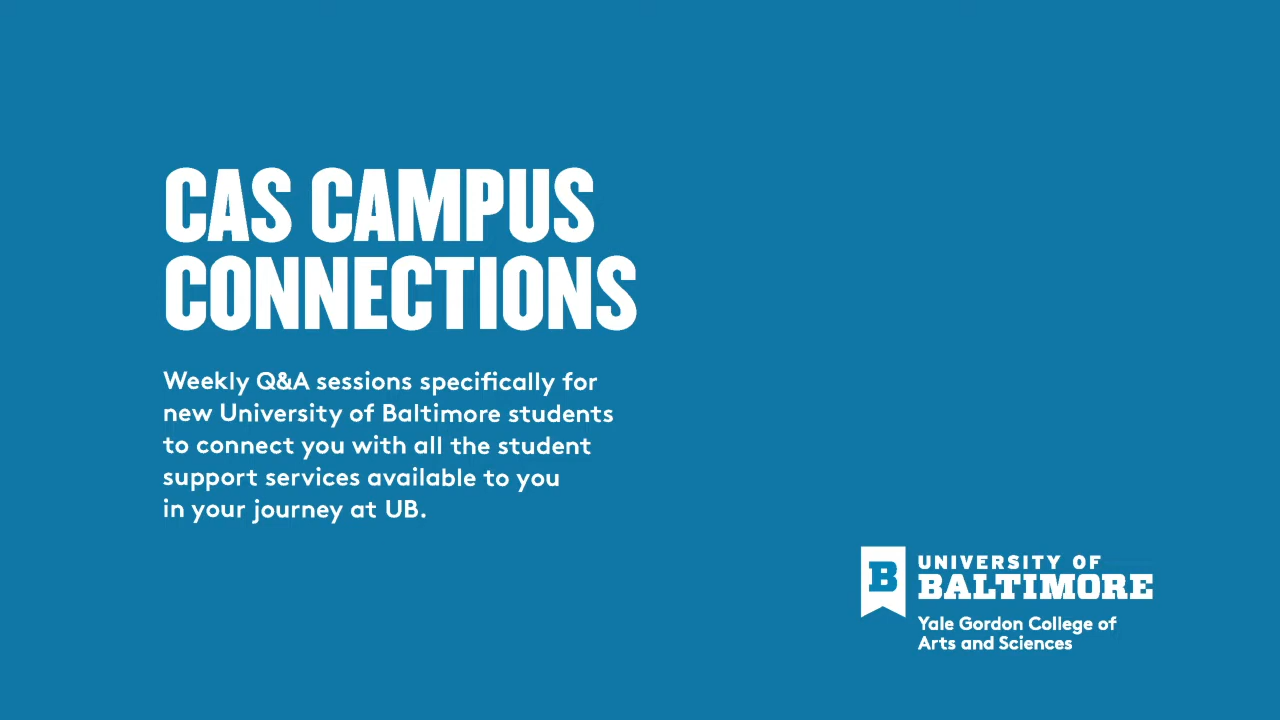 CAS CAMPUS
CONNECTIONS
Weekly Q&A sessions specifically for
new University of Baltimore students
to connect you with all the student
support services available to you
in your journey at UB.
B
UNIVERSITY OF
BALTIMORE
Yale Gordon College of
Arts and Sciences